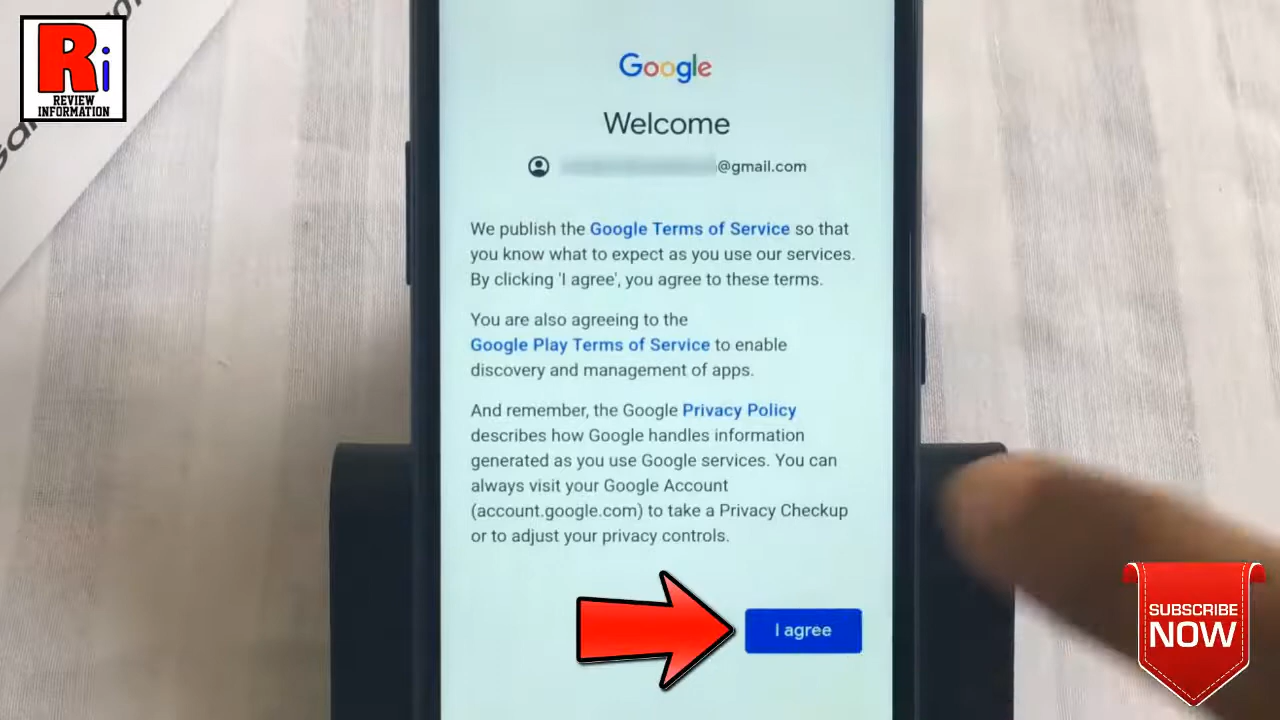 Ri
REVIEW
INFORMATION
Google
Welcome
@gmail.com
We publish the Google Terms of Service so that
you know what to expect as you use our services.
By clicking 'I agree', you agree to these terms.
You are also agreeing to the
Google Play Terms of Service to enable
discovery and management of apps.
And remember, the Google Privacy Policy
describes how Google handles information
generated as you use Google services. You can
always visit your Google Account
(account.google.com) to take a Privacy Checkup
or to adjust your privacy controls.
I agree
SUBSCRIBE
NOW